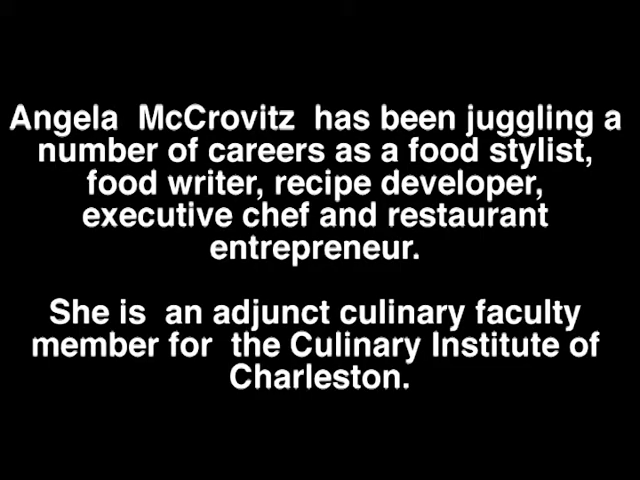 Angela  McCrovitz  has been juggling a
number of careers as a food stylist,
food writer, recipe developer,
executive chef and restaurant
entrepreneur.
She is  an adjunct culinary faculty
member for  the Culinary Institute of
Charleston.